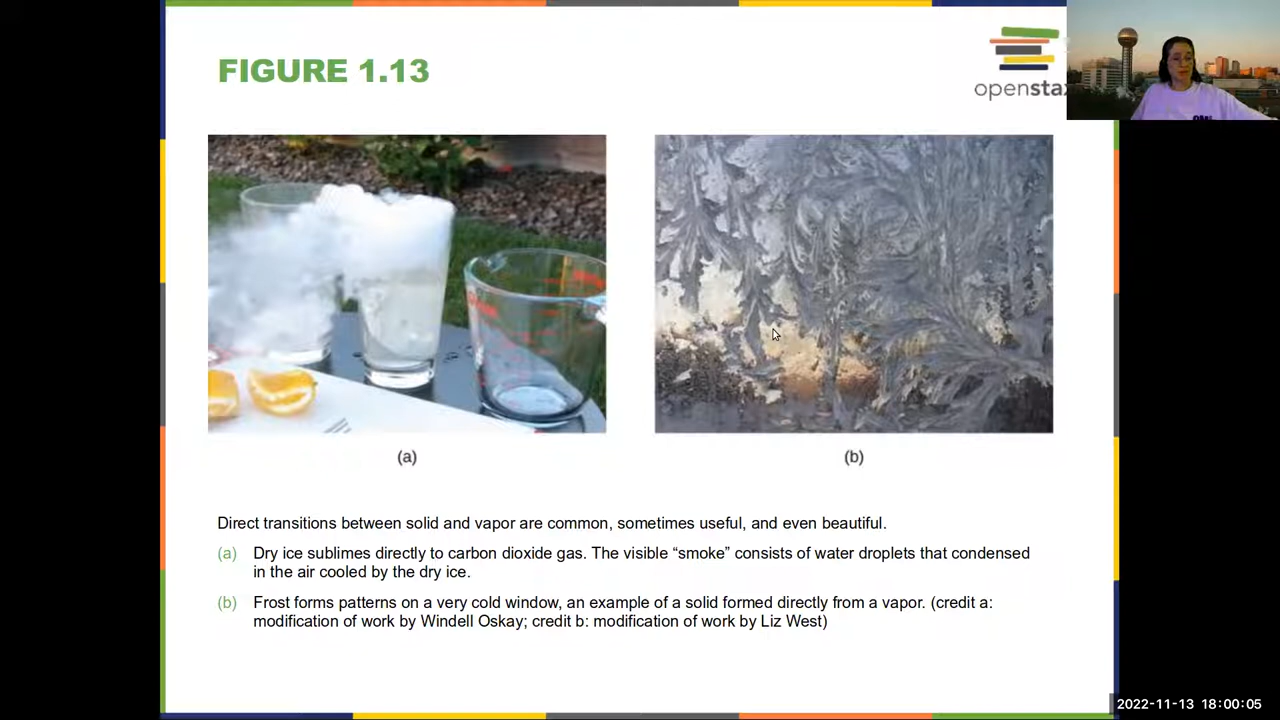 FIGURE 1.13
opensta
(a)
(b)
Direct transitions between solid and vapor are common, sometimes useful, and even beautiful.
(a) Dry ice sublimes directly to carbon dioxide gas. The visible “smoke” consists of water droplets that condensed
in the air cooled by the dry ice.
(b) Frost forms patterns on a very cold window, an example of a solid formed directly from a vapor. (credit a:
modification of work by Windell Oskay; credit b: modification of work by Liz West)
2022-11-13 18:00:05